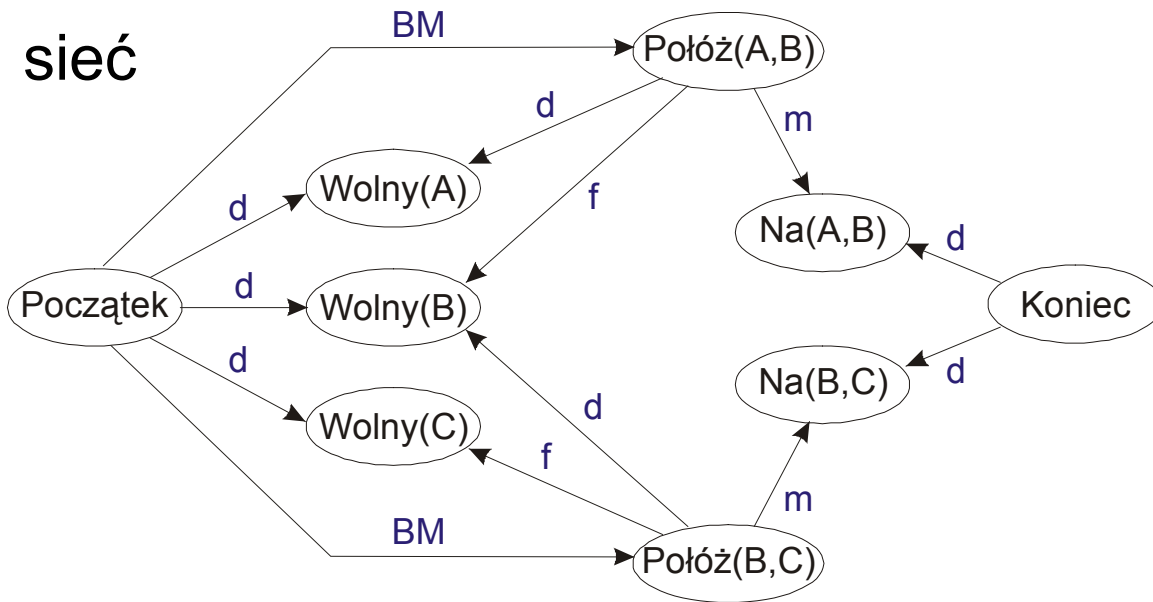 sieć
BM
Połóż(A,B)
d
m
Wolny(A)
f
d
Na(A,B)
d
Początek
d
Wolny(B)
Koniec
d
Na(B,C)
d
Wolny(C)
d
f
m
BM
Połóż(B,C)